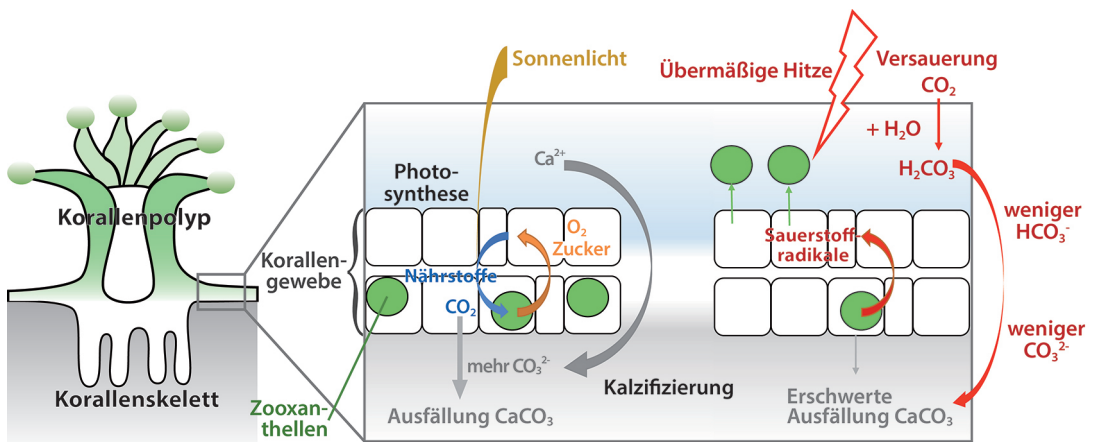 Korallenpolyp
Korallenskelett
Korallen-
gewebe
Zooxan-
thellen
Sonnenlicht
Photo-
synthese
Ca²⁺
O₂
Zucker
Nährstoffe
CO₂
mehr CO₃²⁻
Ausfällung CaCO₃
Kalzifizierung
Übermäßige Hitze
Versauerung
CO₂
+ H₂O
H₂CO₃
weniger
HCO₃⁻
Sauerstoff-
radikale
weniger
CO₃²⁻
Erschwerte
Ausfällung CaCO₃